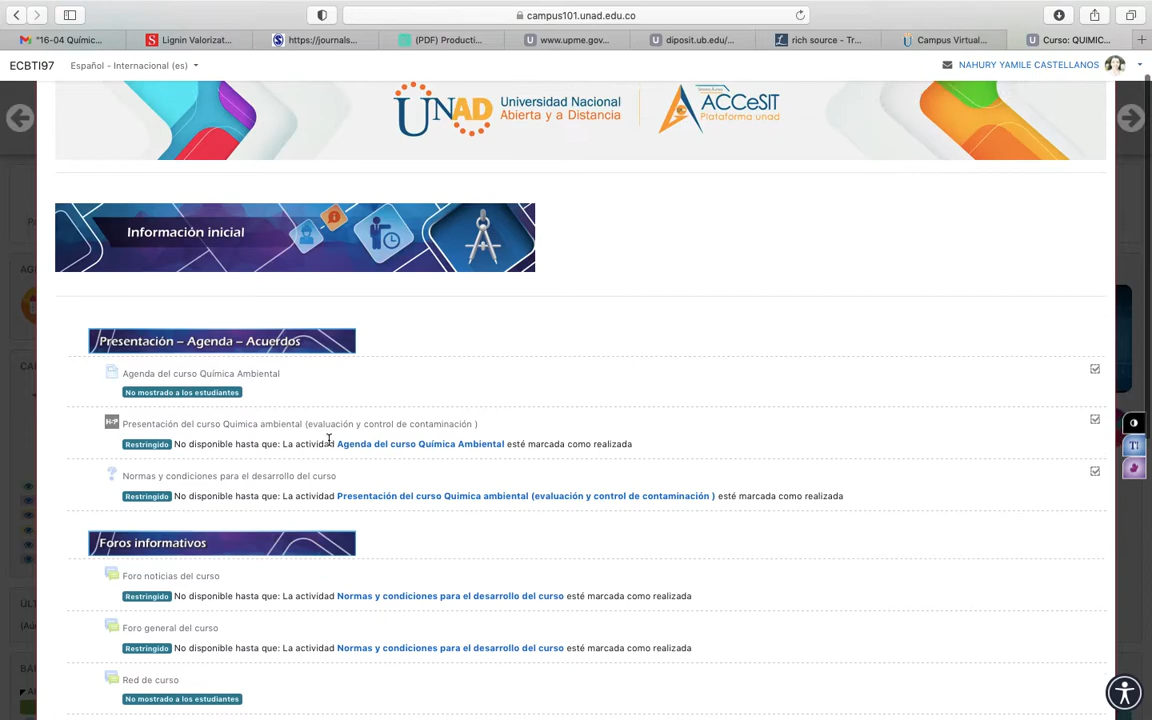 campus101.unad.edu.co
"16-04 Químic...
Lignin Valorizat...
https://journals...
(PDF) Producti...
www.upme.gov...
diposit.ub.edu/...
rich source - Tr...
Campus Virtual...
Curso: QUIMIC...
ECBTI97
Español - Internacional (es)
NAHURY YAMILE CASTELLANOS
UNAD
Universidad Nacional
Abierta y a Distancia
ACCeSIT
Plataforma unad
Información inicial
Presentación – Agenda – Acuerdos
Agenda del curso Química Ambiental
No mostrado a los estudiantes
Presentación del curso Quimica ambiental (evaluación y control de contaminación )
Restringido No disponible hasta que: La actividad Agenda del curso Química Ambiental esté marcada como realizada
Normas y condiciones para el desarrollo del curso
Restringido No disponible hasta que: La actividad Presentación del curso Quimica ambiental (evaluación y control de contaminación ) esté marcada como realizada
Foros informativos
Foro noticias del curso
Restringido No disponible hasta que: La actividad Normas y condiciones para el desarrollo del curso esté marcada como realizada
Foro general del curso
Restringido No disponible hasta que: La actividad Normas y condiciones para el desarrollo del curso esté marcada como realizada
Red de curso
No mostrado a los estudiantes